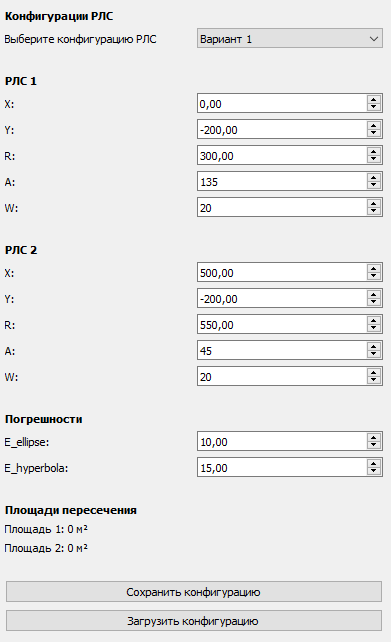 Конфигурации РЛС
Выберите конфигурацию РЛС Вариант 1
РЛС 1
X: 0,00
Y: -200,00
R: 300,00
A: 135
W: 20
РЛС 2
X: 500,00
Y: -200,00
R: 550,00
A: 45
W: 20
Погрешности
E_ellipse: 10,00
E_hyperbola: 15,00
Площади пересечения
Площадь 1: 0 м²
Площадь 2: 0 м²
Сохранить конфигурацию
Загрузить конфигурацию